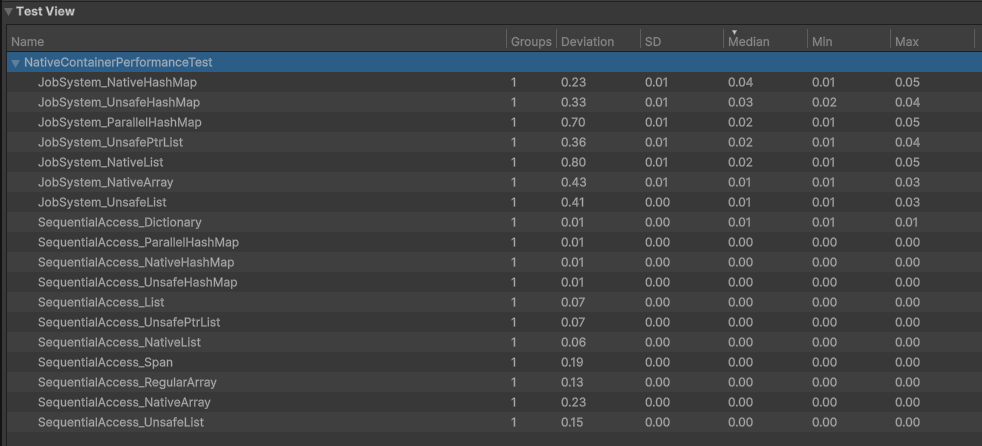 Test View
Name Groups Deviation SD Median Min Max
NativeContainerPerformanceTest
JobSystem_NativeHashMap 1 0.23 0.01 0.04 0.01 0.05
JobSystem_UnsafeHashMap 1 0.33 0.01 0.03 0.02 0.04
JobSystem_ParallelHashMap 1 0.70 0.01 0.02 0.01 0.05
JobSystem_UnsafePtrList 1 0.36 0.01 0.02 0.01 0.04
JobSystem_NativeList 1 0.80 0.01 0.02 0.01 0.05
JobSystem_NativeArray 1 0.43 0.01 0.01 0.01 0.03
JobSystem_UnsafeList 1 0.41 0.00 0.01 0.01 0.03
SequentialAccess_Dictionary 1 0.01 0.00 0.01 0.01 0.01
SequentialAccess_ParallelHashMap 1 0.01 0.00 0.00 0.00 0.00
SequentialAccess_NativeHashMap 1 0.01 0.00 0.00 0.00 0.00
SequentialAccess_UnsafeHashMap 1 0.01 0.00 0.00 0.00 0.00
SequentialAccess_List 1 0.07 0.00 0.00 0.00 0.00
SequentialAccess_UnsafePtrList 1 0.07 0.00 0.00 0.00 0.00
SequentialAccess_NativeList 1 0.06 0.00 0.00 0.00 0.00
SequentialAccess_Span 1 0.19 0.00 0.00 0.00 0.00
SequentialAccess_RegularArray 1 0.13 0.00 0.00 0.00 0.00
SequentialAccess_NativeArray 1 0.23 0.00 0.00 0.00 0.00
SequentialAccess_UnsafeList 1 0.15 0.00 0.00 0.00 0.00